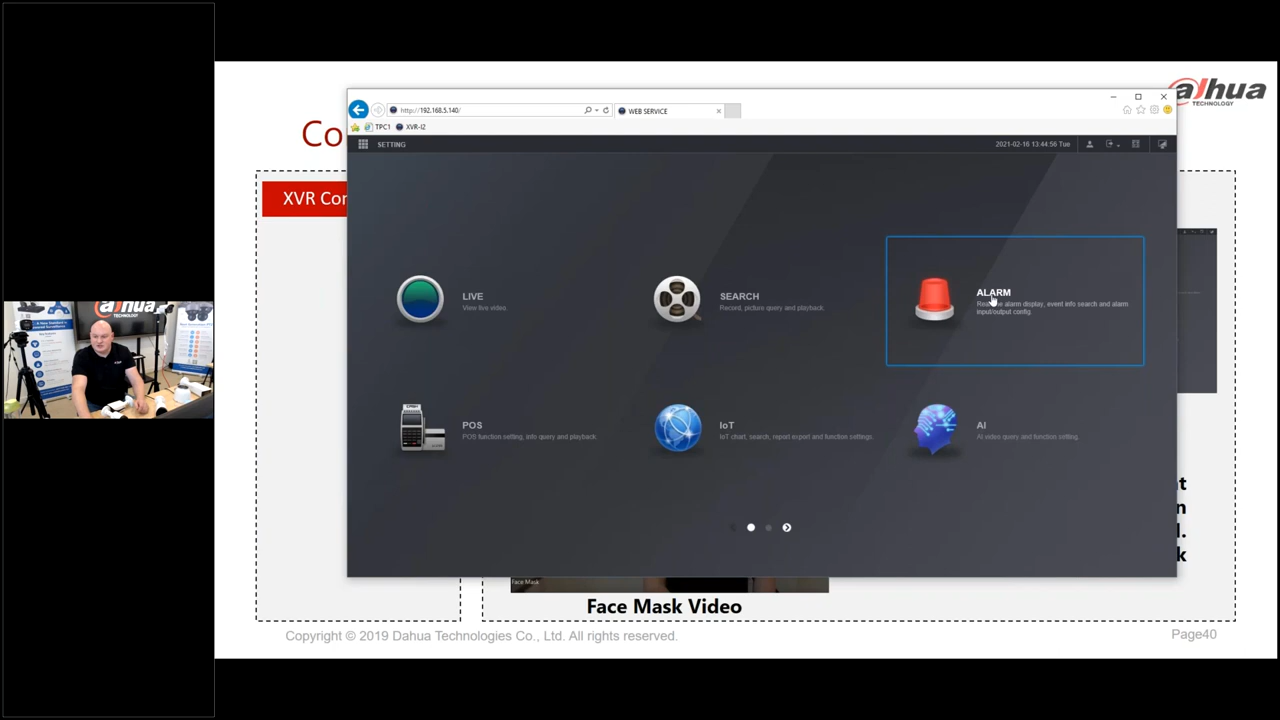 alhua
TECHNOLOGY
http://192.168.5.140/
WEB SERVICE
TPC1
XVR-I2
Co
SETTING
2021-02-16 13:44:56 Tue
XVR Cor
LIVE
View live video.
SEARCH
Record, picture query and playback.
ALARM
alarm display, event info search and alarm
input/output config.
POS
POS function setting, info query and playback.
IoT
IoT chart, search, report export and function settings.
AI
AI video query and function setting.
Face Mask
Face Mask Video
Copyright © 2019 Dahua Technologies Co., Ltd. All rights reserved.
Page40